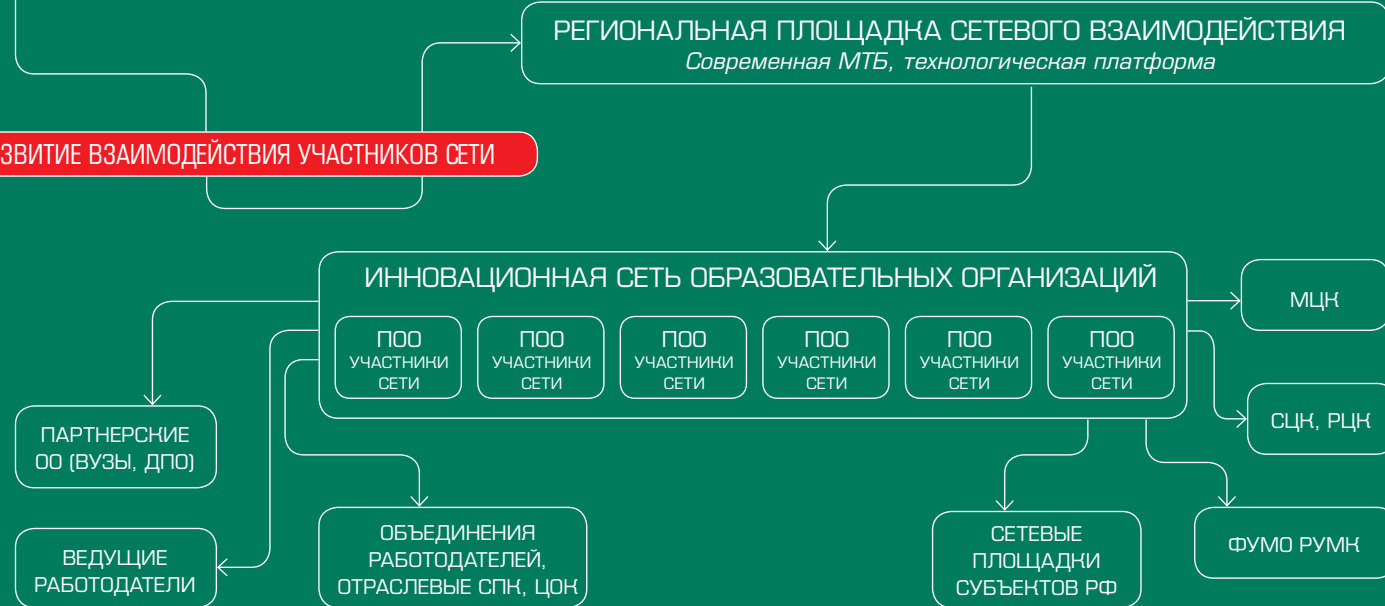 РЕГИОНАЛЬНАЯ ПЛОЩАДКА СЕТЕВОГО ВЗАИМОДЕЙСТВИЯ
Современная МТБ, технологическая платформа
ЗВИТИЕ ВЗАИМОДЕЙСТВИЯ УЧАСТНИКОВ СЕТИ
ИННОВАЦИОННАЯ СЕТЬ ОБРАЗОВАТЕЛЬНЫХ ОРГАНИЗАЦИЙ
ПОО
УЧАСТНИКИ
СЕТИ
ПОО
УЧАСТНИКИ
СЕТИ
ПОО
УЧАСТНИКИ
СЕТИ
ПОО
УЧАСТНИКИ
СЕТИ
ПОО
УЧАСТНИКИ
СЕТИ
ПОО
УЧАСТНИКИ
СЕТИ
МЦК
СЦК, РЦК
ПАРТНЕРСКИЕ
ОО (ВУЗЫ, ДПО)
ВЕДУЩИЕ
РАБОТОДАТЕЛИ
ОБЪЕДИНЕНИЯ
РАБОТОДАТЕЛЕЙ,
ОТРАСЛЕВЫЕ СПК, ЦОК
СЕТЕВЫЕ
ПЛОЩАДКИ
СУБЪЕКТОВ РФ
ФУМО РУМК